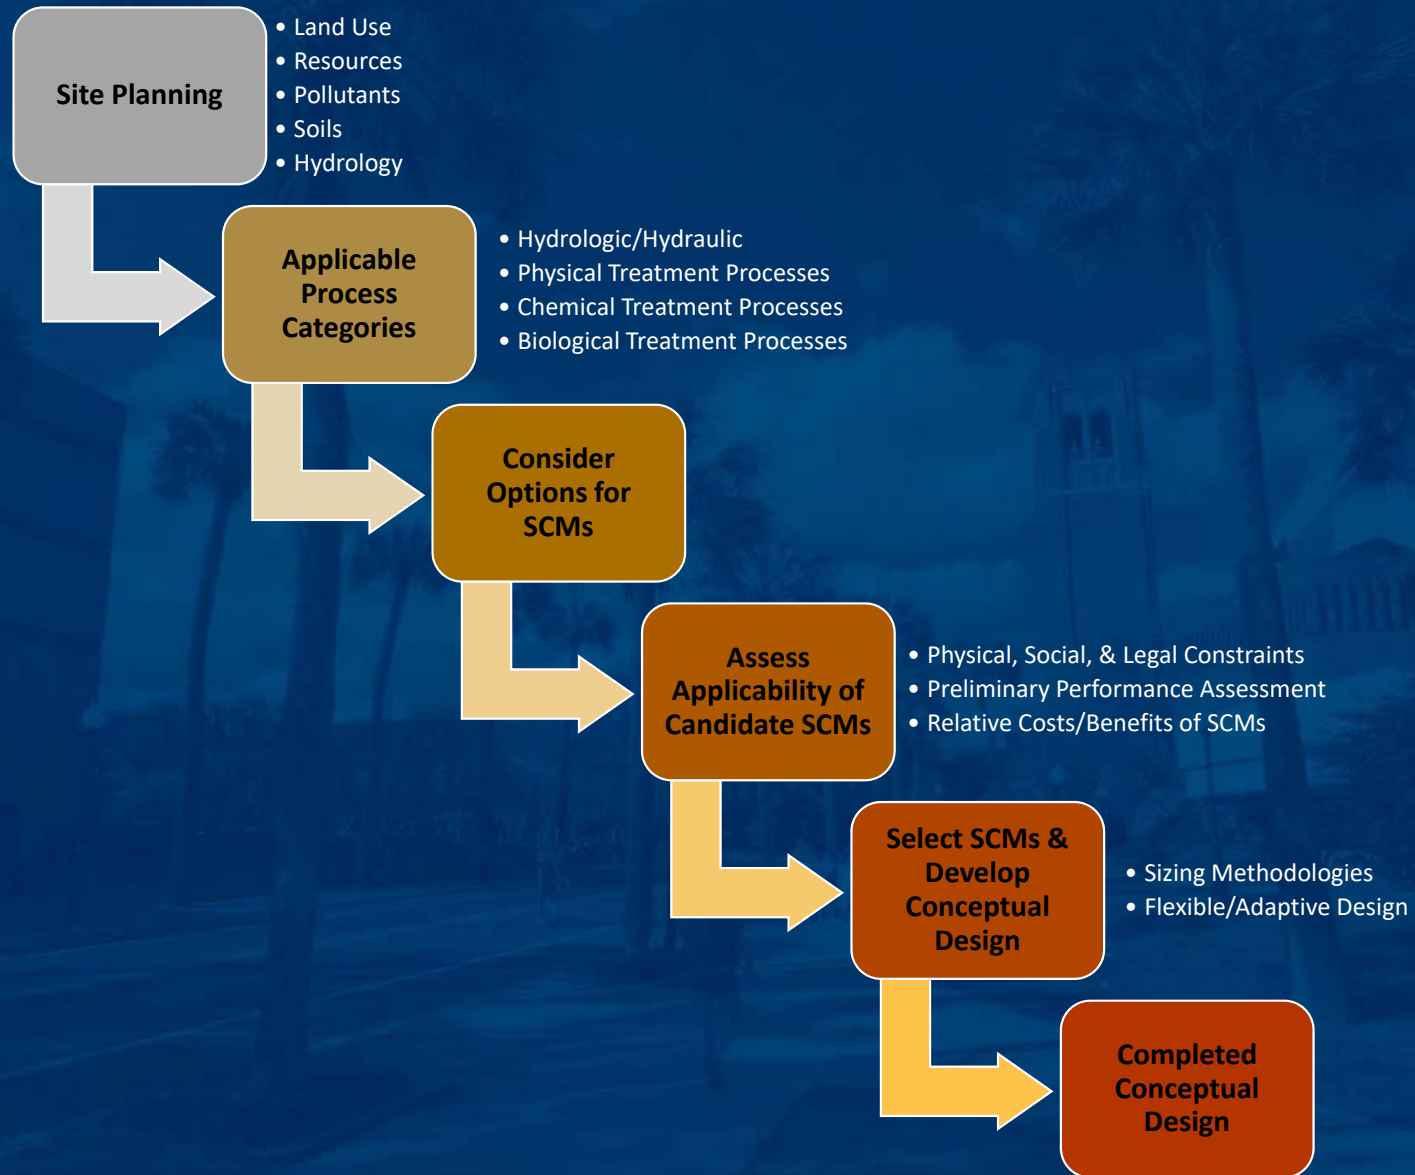 Site Planning
• Land Use
• Resources
• Pollutants
• Soils
• Hydrology
Applicable
Process
Categories
• Hydrologic/Hydraulic
• Physical Treatment Processes
• Chemical Treatment Processes
• Biological Treatment Processes
Consider
Options for
SCMs
Assess
Applicability of
Candidate SCMs
• Physical, Social, & Legal Constraints
• Preliminary Performance Assessment
• Relative Costs/Benefits of SCMs
Select SCMs &
Develop
Conceptual
Design
• Sizing Methodologies
• Flexible/Adaptive Design
Completed
Conceptual
Design